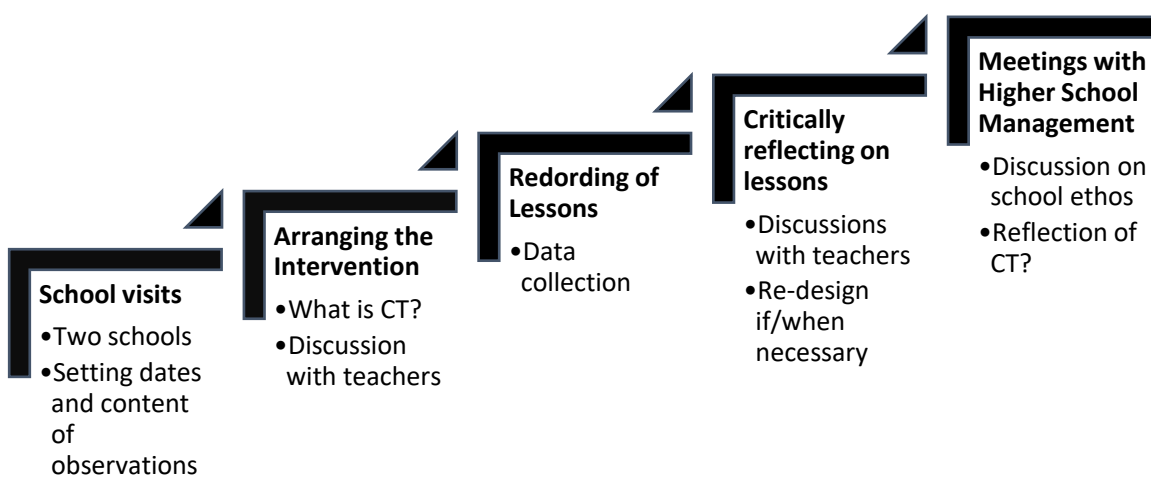 School visits
•Two schools
•Setting dates
and content
of
observations
Arranging the
Intervention
•What is CT?
•Discussion
with teachers
Redording of
Lessons
•Data
collection
Critically
reflecting on
lessons
•Discussions
with teachers
•Re-design
if/when
necessary
Meetings with
Higher School
Management
•Discussion on
school ethos
•Reflection of
CT?